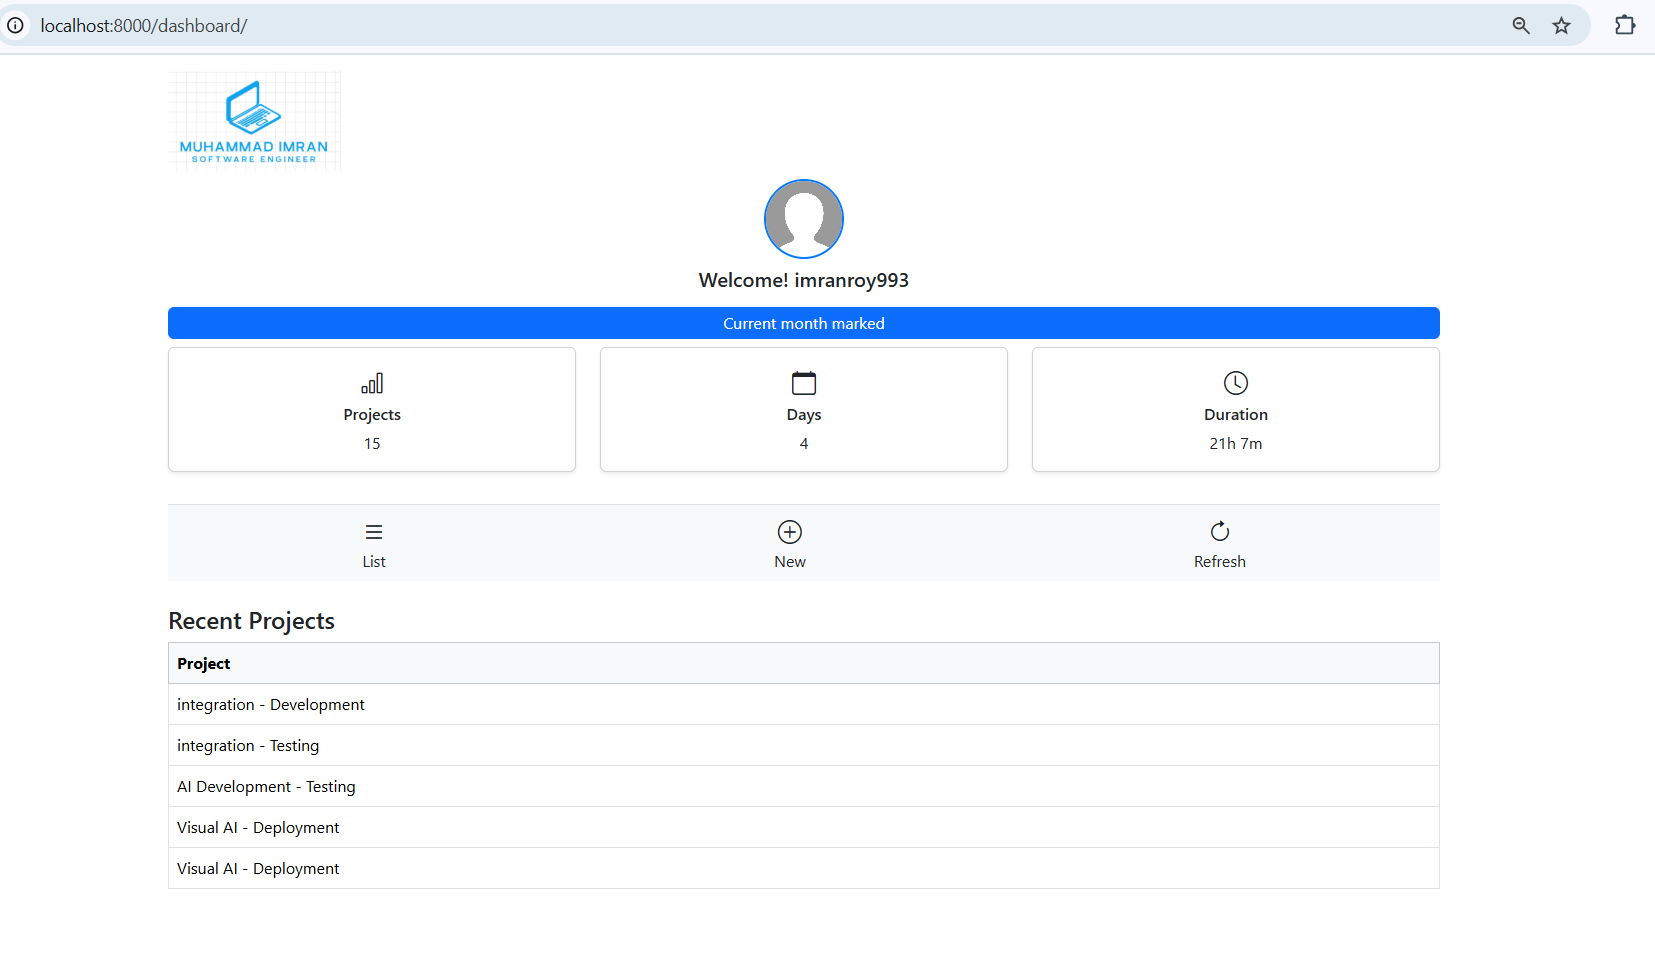 localhost:8000/dashboard/
MUHAMMAD IMRAN
SOFTWARE ENGINEER
Welcome! imranroy993
Current month marked
Projects
15
Days
4
Duration
21h 7m
List
New
Refresh
Recent Projects
Project
integration - Development
integration - Testing
AI Development - Testing
Visual AI - Deployment
Visual AI - Deployment